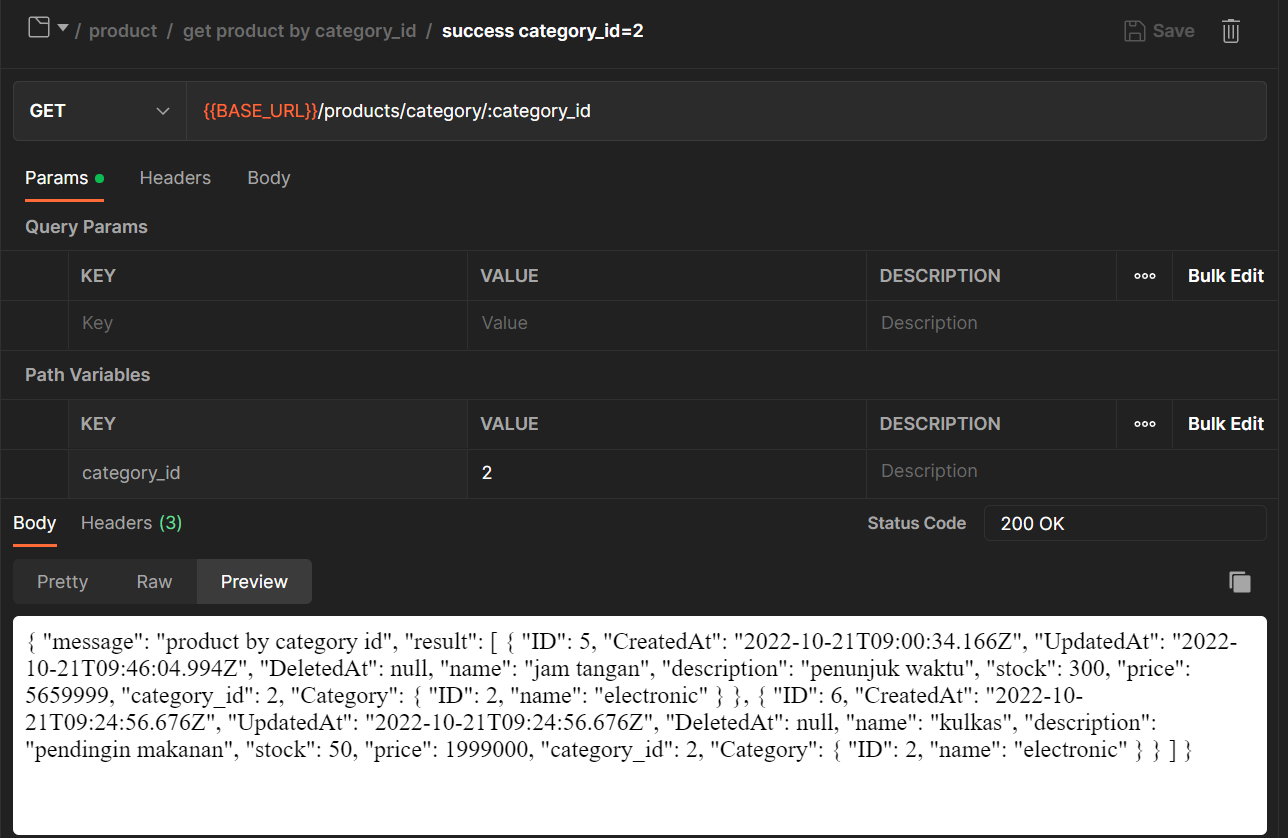 / product / get product by category_id / success category_id=2 Save
GET {{BASE_URL}}/products/category/:category_id
Params Headers Body
Query Params
KEY VALUE DESCRIPTION ooo Bulk Edit
Key Value Description
Path Variables
KEY VALUE DESCRIPTION ooo Bulk Edit
category_id 2 Description
Body Headers (3) Status Code 200 OK
Pretty Raw Preview
{ "message": "product by category id", "result": [ { "ID": 5, "CreatedAt": "2022-10-21T09:00:34.166Z", "UpdatedAt": "2022-
10-21T09:46:04.994Z", "DeletedAt": null, "name": "jam tangan", "description": "penunjuk waktu", "stock": 300, "price":
5659999, "category_id": 2, "Category": { "ID": 2, "name": "electronic" } }, { "ID": 6, "CreatedAt": "2022-10-
21T09:24:56.676Z", "UpdatedAt": "2022-10-21T09:24:56.676Z", "DeletedAt": null, "name": "kulkas", "description":
"pendingin makanan", "stock": 50, "price": 1999000, "category_id": 2, "Category": { "ID": 2, "name": "electronic" } } ] }